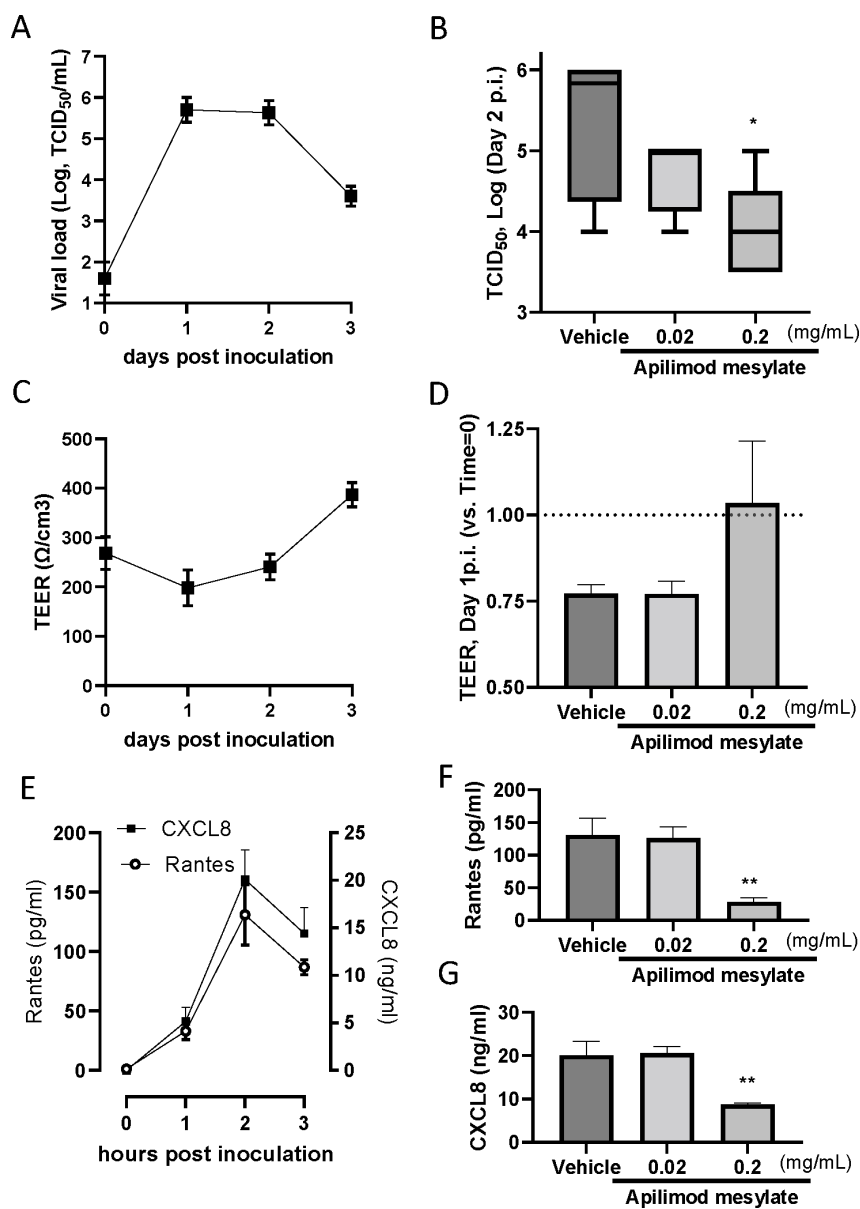 A
Viral load (Log, TCID50/mL)
7
6
5
4
3
2
1
0 1 2 3
days post inoculation
B
TCID50, Log (Day 2 p.i.)
6
5
4
3
*
Vehicle 0.02 0.2 (mg/mL)
Apilimod mesylate
C
TEER (Ω/cm3)
500
400
300
200
100
0
0 1 2 3
days post inoculation
D
TEER, Day 1p.i. (vs. Time=0)
1.25
1.00
0.75
0.50
Vehicle 0.02 0.2 (mg/mL)
Apilimod mesylate
E
CXCL8
Rantes
Rantes (pg/ml)
200
150
100
50
0
25
20
15
10
5
0
CXCL8 (ng/ml)
0 1 2 3
hours post inoculation
F
Rantes (pg/ml)
200
150
100
50
0
**
Vehicle 0.02 0.2 (mg/mL)
Apilimod mesylate
G
CXCL8 (ng/ml)
30
20
10
0
**
Vehicle 0.02 0.2 (mg/mL)
Apilimod mesylate